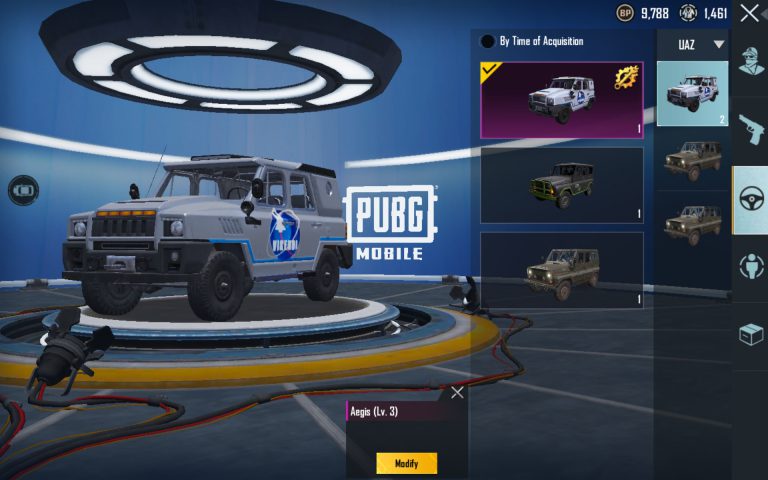 BP 9,788 1,461
By Time of Acquisition
UAZ
1
2
1
1
PUBG
MOBILE
Aegis (Lv. 3)
Modify